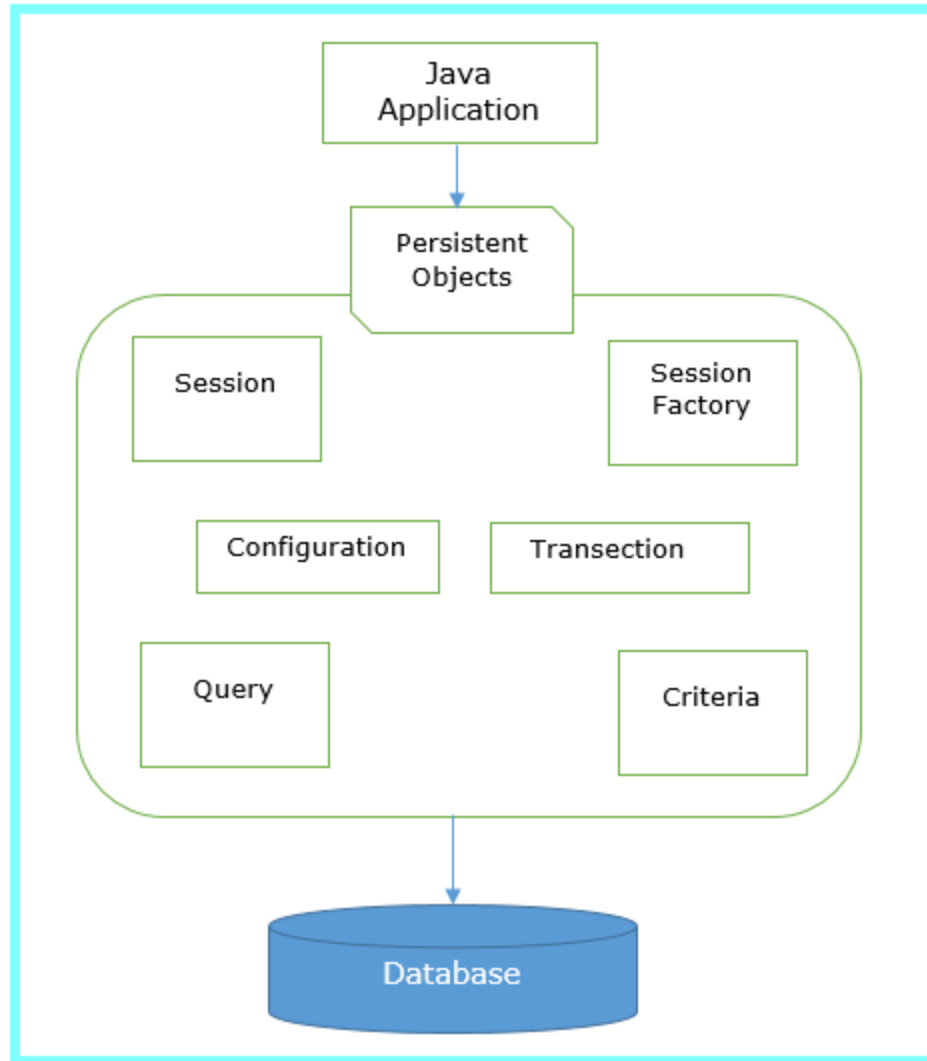 Java
Application
Persistent
Objects
Session
Session
Factory
Configuration
Transection
Query
Criteria
Database